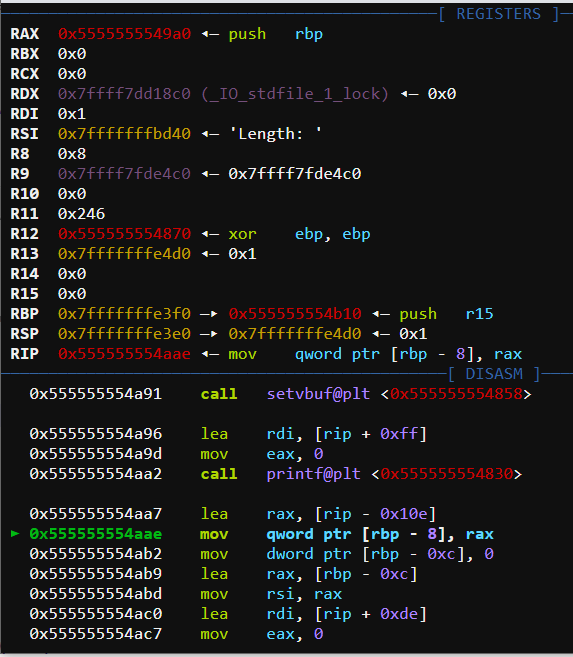 [ REGISTERS ]
RAX 0x5555555549a0 ◂— push rbp
RBX 0x0
RCX 0x0
RDX 0x7ffff7dd18c0 (_IO_stdfile_1_lock) ◂— 0x0
RDI 0x1
RSI 0x7fffffffbd40 ◂— 'Length: '
R8 0x8
R9 0x7ffff7fde4c0 ◂— 0x7ffff7fde4c0
R10 0x0
R11 0x246
R12 0x555555554870 ◂— xor ebp, ebp
R13 0x7fffffffe4d0 ◂— 0x1
R14 0x0
R15 0x0
RBP 0x7fffffffe3f0 —▸ 0x555555554b10 ◂— push r15
RSP 0x7fffffffe3e0 —▸ 0x7fffffffe4d0 ◂— 0x1
RIP 0x555555554aae ◂— mov qword ptr [rbp - 8], rax
[ DISASM ]
0x555555554a91 call setvbuf@plt <0x555555554858>
0x555555554a96 lea rdi, [rip + 0xff]
0x555555554a9d mov eax, 0
0x555555554aa2 call printf@plt <0x555555554830>
0x555555554aa7 lea rax, [rip - 0x10e]
► 0x555555554aae mov qword ptr [rbp - 8], rax
0x555555554ab2 mov dword ptr [rbp - 0xc], 0
0x555555554ab9 lea rax, [rbp - 0xc]
0x555555554abd mov rsi, rax
0x555555554ac0 lea rdi, [rip + 0xde]
0x555555554ac7 mov eax, 0